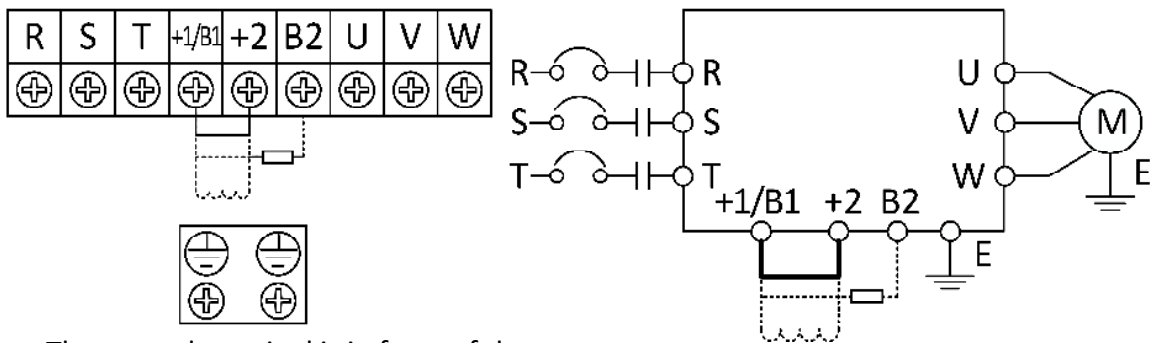 R S T +1/B1 +2 B2 U V W
R R U
S S V M
T T W E
+1/B1 +2 B2
E